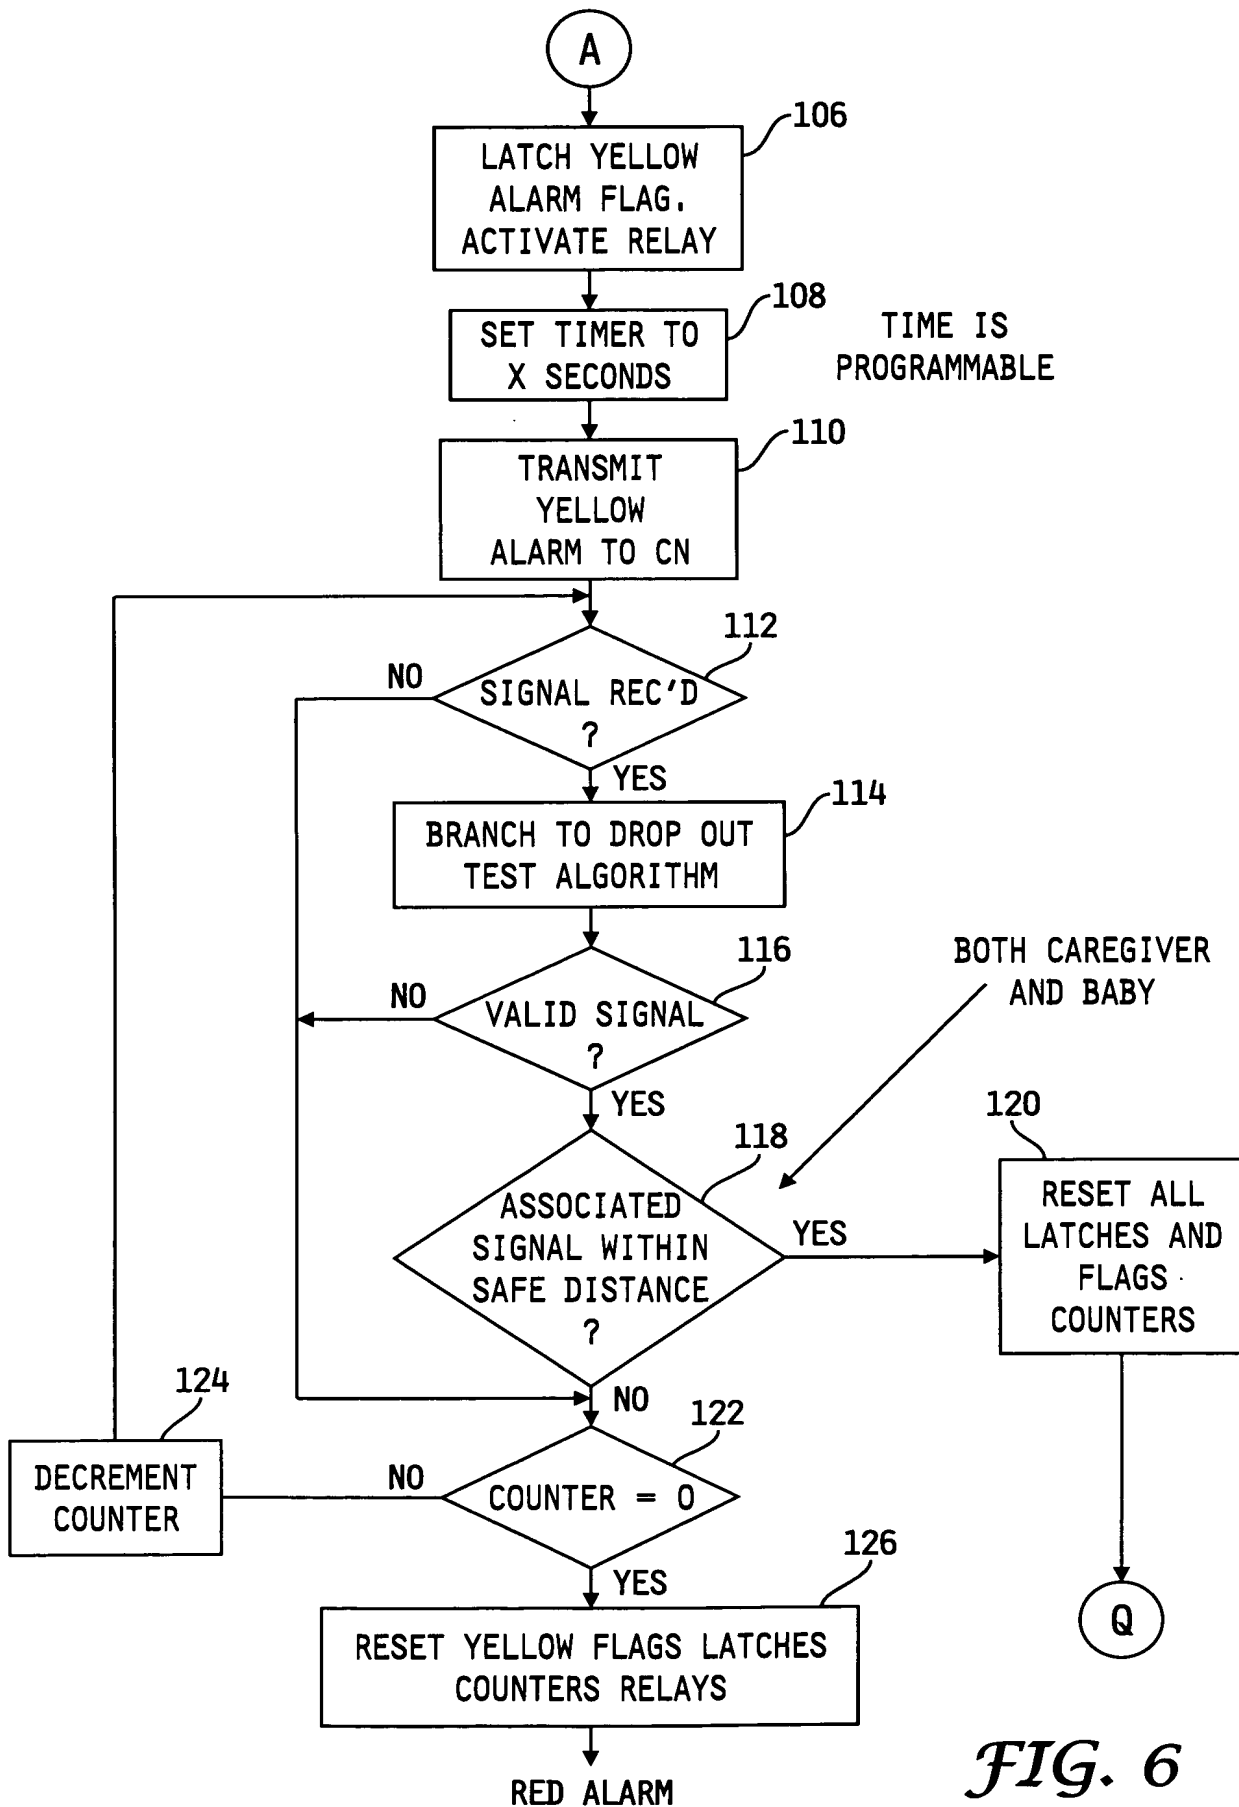 A
106
LATCH YELLOW
ALARM FLAG.
ACTIVATE RELAY
108
SET TIMER TO
X SECONDS
TIME IS
PROGRAMMABLE
110
TRANSMIT
YELLOW
ALARM TO CN
112
NO
SIGNAL REC'D
?
YES
114
BRANCH TO DROP OUT
TEST ALGORITHM
116
NO
VALID SIGNAL
?
YES
BOTH CAREGIVER
AND BABY
118
ASSOCIATED
SIGNAL WITHIN
SAFE DISTANCE
?
YES
120
RESET ALL
LATCHES AND
FLAGS
COUNTERS
NO
124
DECREMENT
COUNTER
122
NO
COUNTER = 0
YES
126
RESET YELLOW FLAGS LATCHES
COUNTERS RELAYS
Q
RED ALARM
FIG. 6